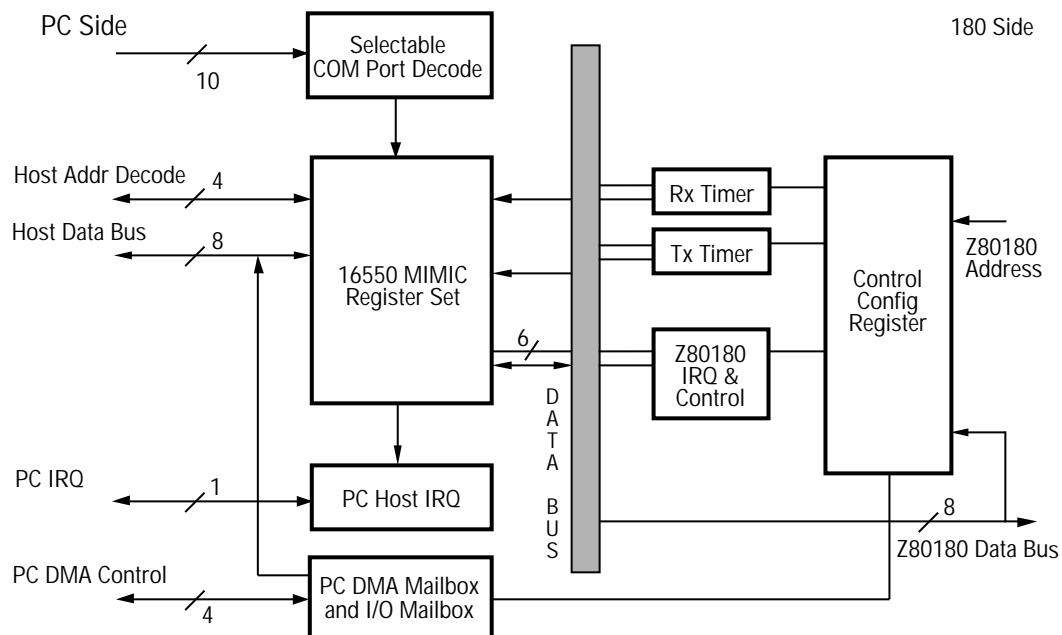 PC Side
180 Side
Selectable
COM Port Decode
10
Host Addr Decode
4
Host Data Bus
8
16550 MIMIC
Register Set
6
DATA BUS
Rx Timer
Tx Timer
Z80180
IRQ &
Control
Control
Config
Register
Z80180
Address
PC IRQ
1
PC Host IRQ
8
Z80180 Data Bus
PC DMA Control
4
PC DMA Mailbox
and I/O Mailbox